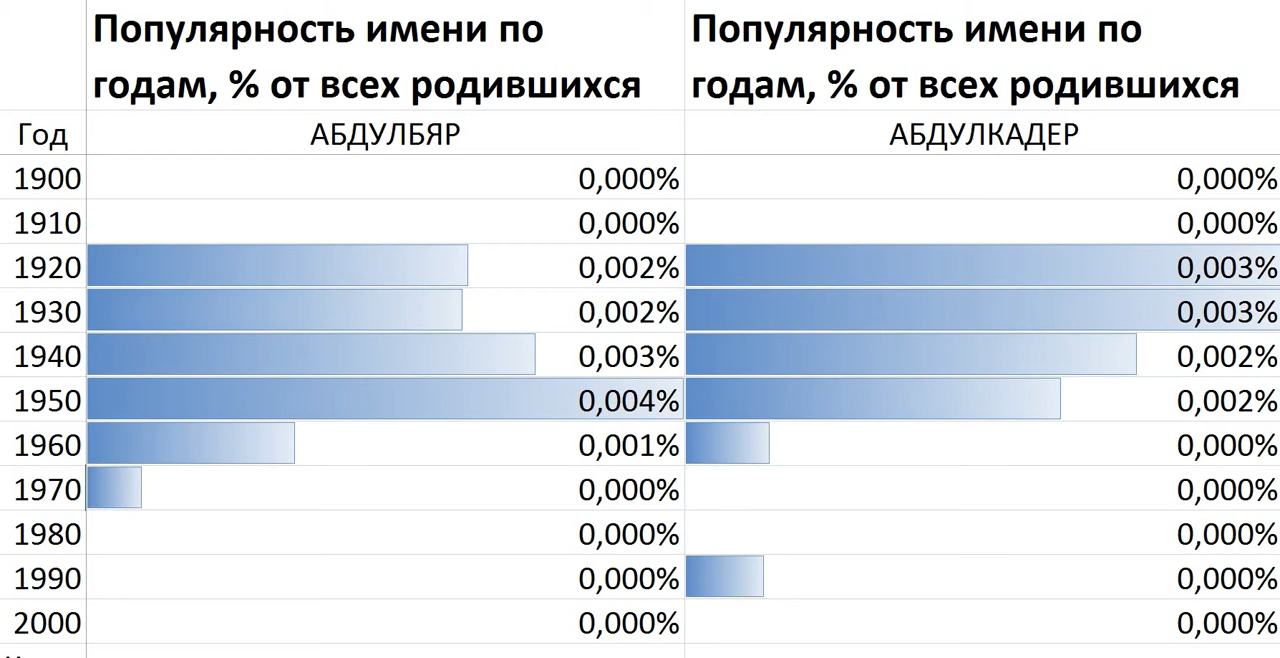 Популярность имени по Популярность имени по
годам, % от всех родившихся годам, % от всех родившихся
Год АБДУЛБЯР АБДУЛКАДЕР
1900 0,000% 0,000%
1910 0,000% 0,000%
1920 0,002% 0,003%
1930 0,002% 0,003%
1940 0,003% 0,002%
1950 0,004% 0,002%
1960 0,001% 0,000%
1970 0,000% 0,000%
1980 0,000% 0,000%
1990 0,000% 0,000%
2000 0,000% 0,000%